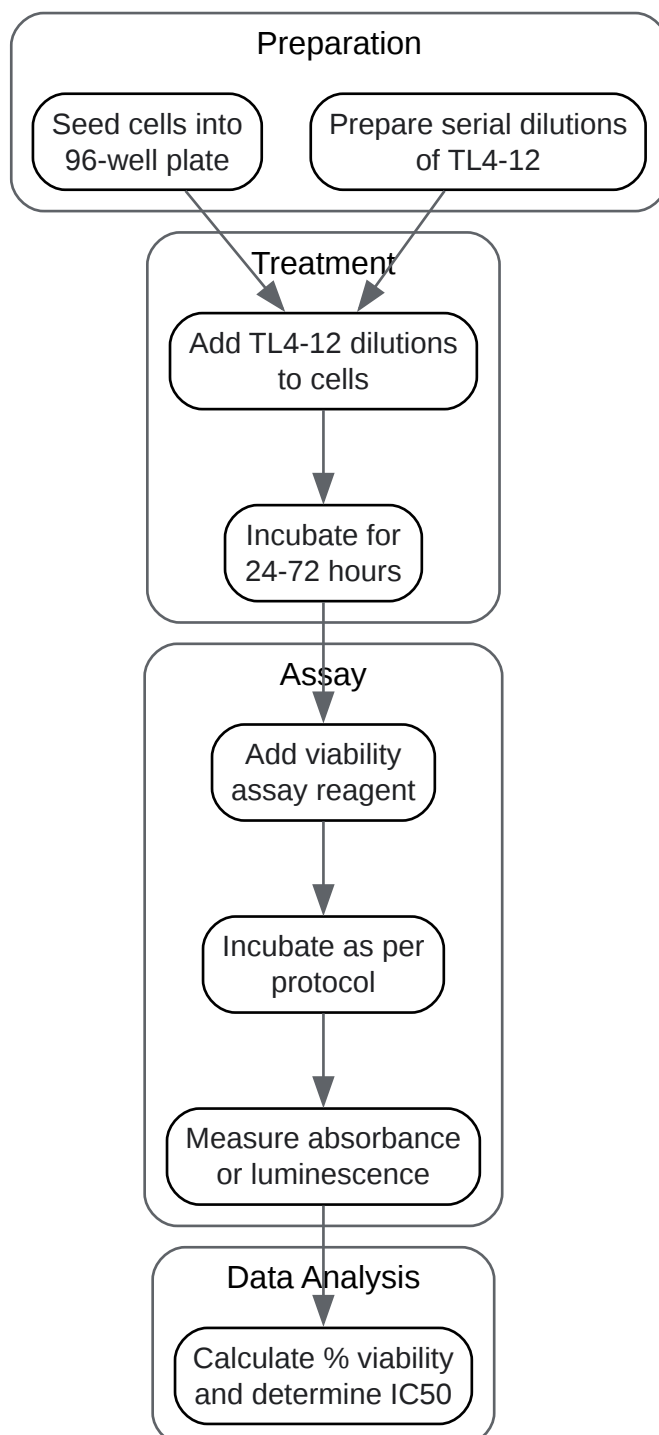 Preparation
Seed cells into
96-well plate
Prepare serial dilutions
of TL4-12
Treatment
Add TL4-12 dilutions
to cells
Incubate for
24-72 hours
Assay
Add viability
assay reagent
Incubate as per
protocol
Measure absorbance
or luminescence
Data Analysis
Calculate % viability
and determine IC50